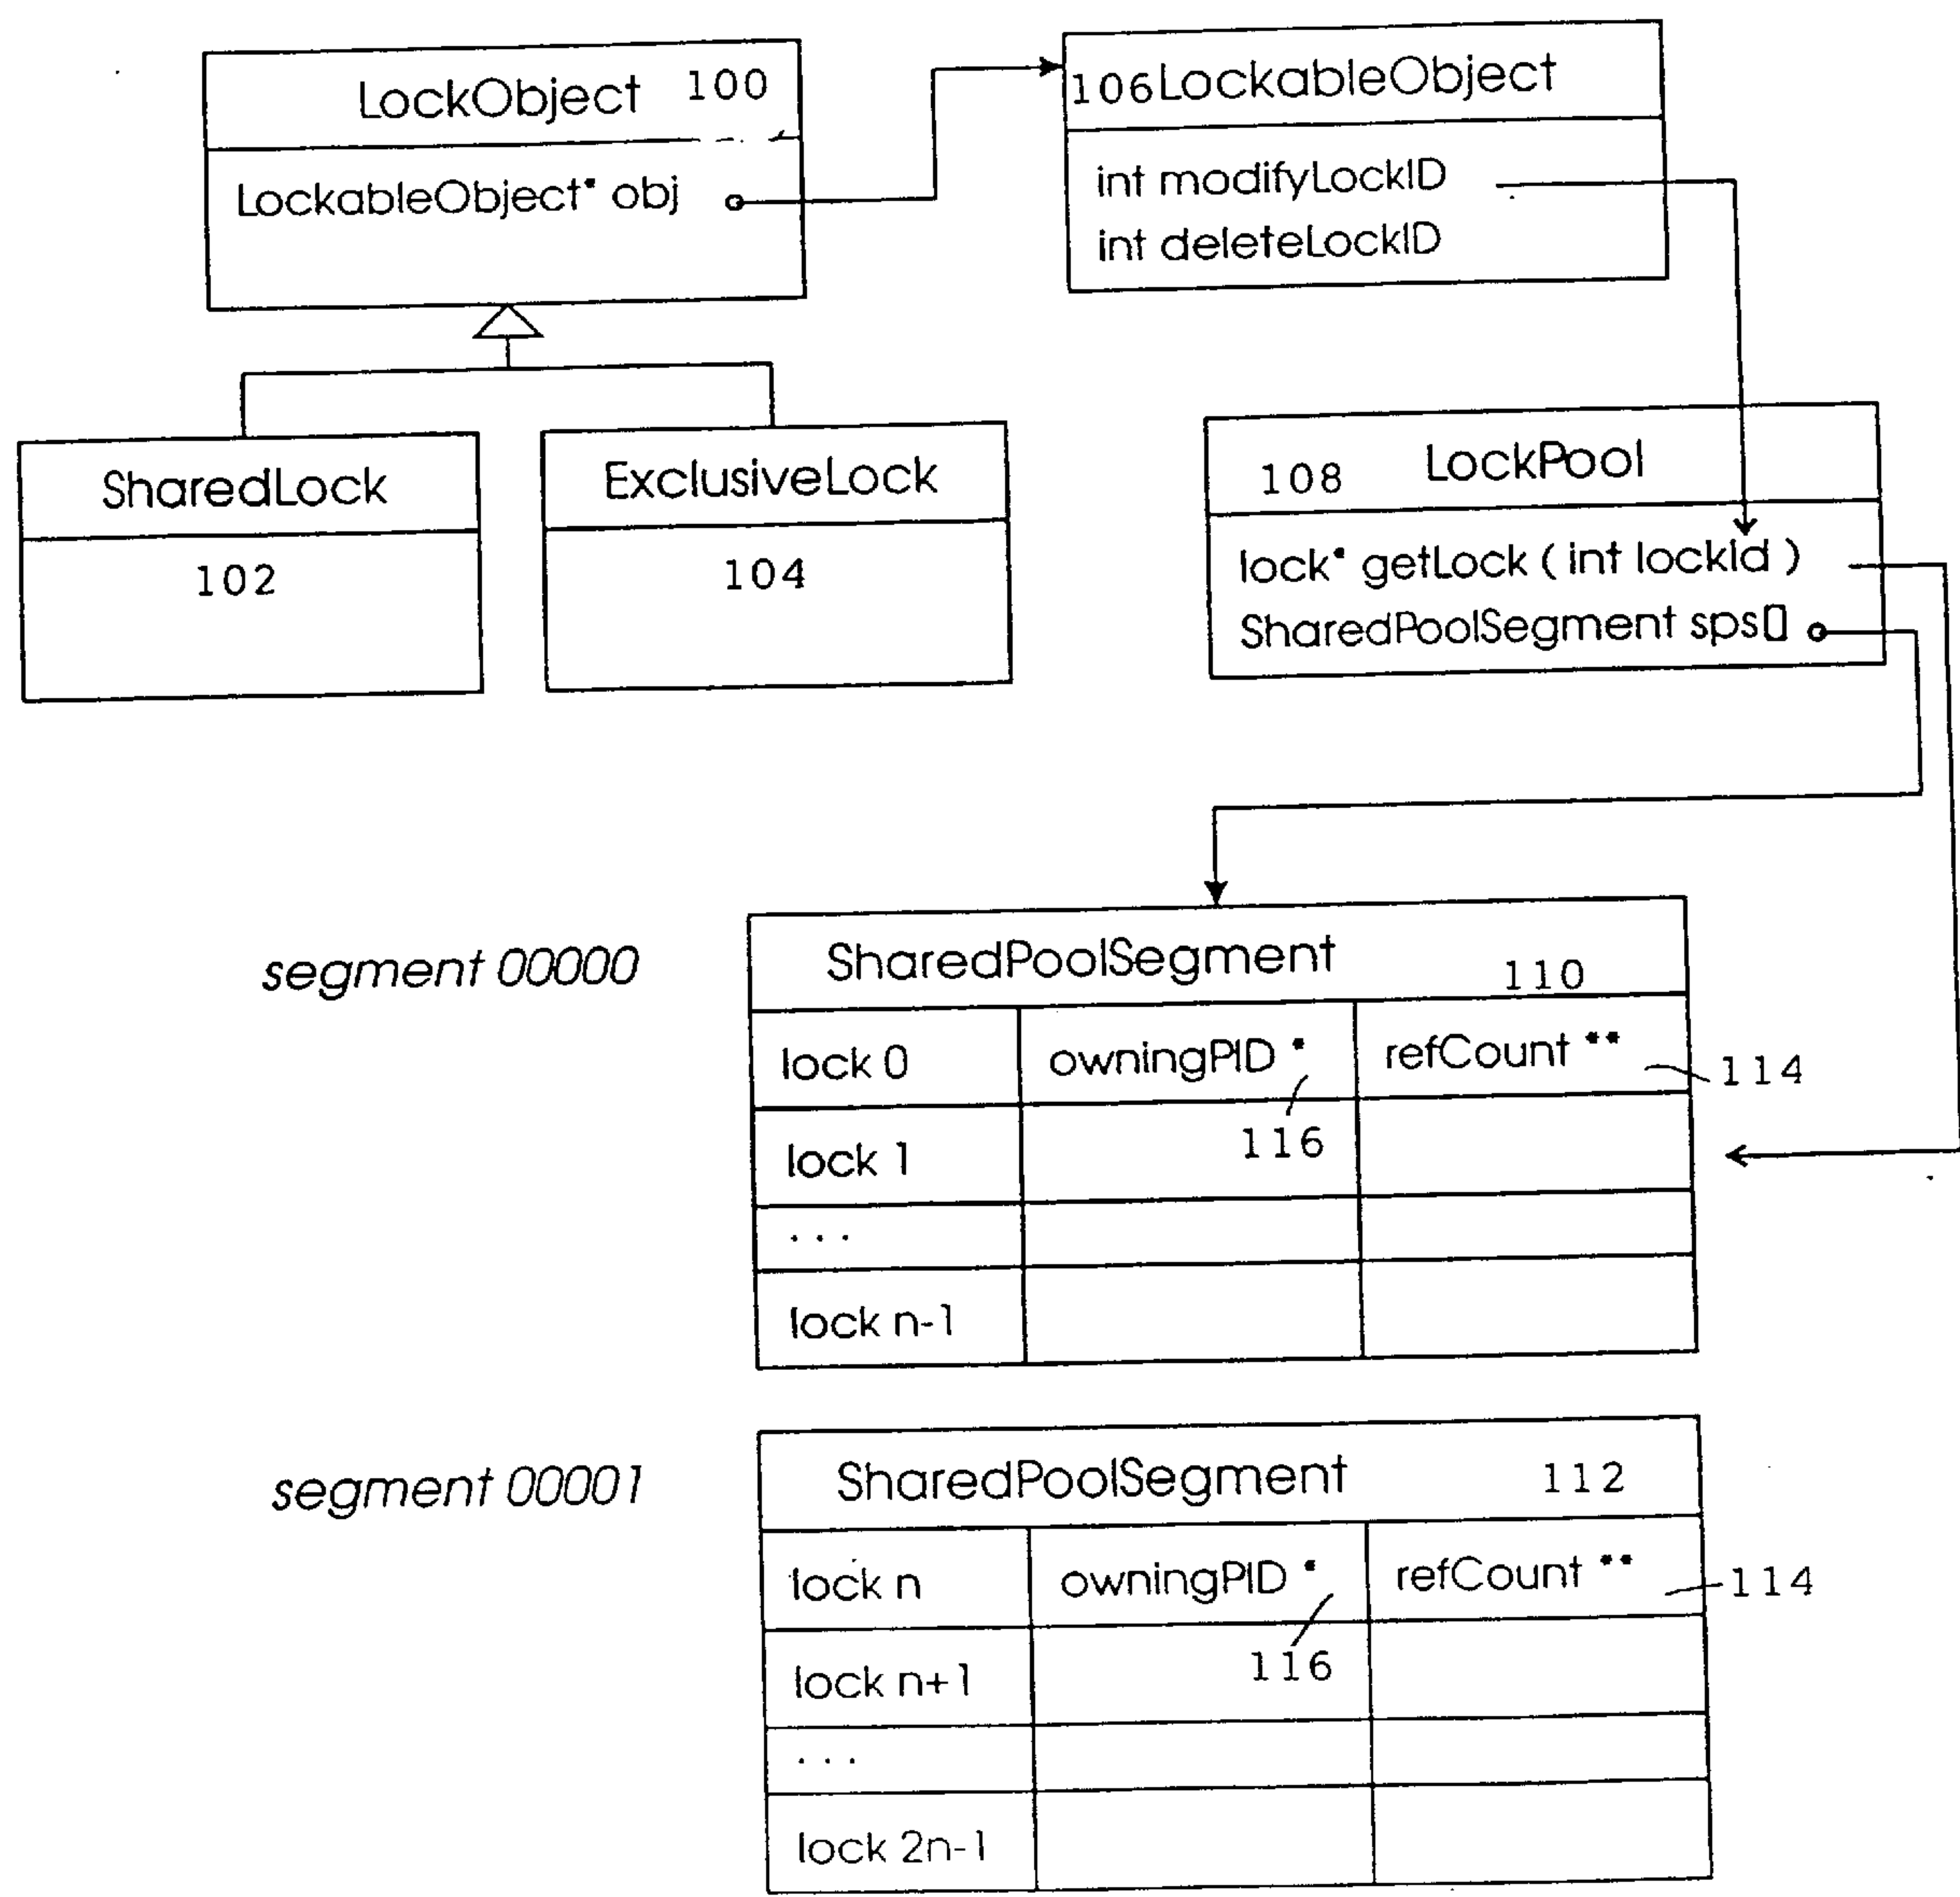 LockObject 100
LockableObject* obj
106 LockableObject
int modifyLockID
int deleteLockID
SharedLock
102
ExclusiveLock
104
108 LockPool
lock* getLock ( int lockId )
SharedPoolSegment sps[]
segment 00000
SharedPoolSegment 110
lock 0 owningPID * refCount ** 114
lock 1 116
...
lock n-1
segment 00001
SharedPoolSegment 112
lock n owningPID * refCount ** 114
lock n+1 116
...
lock 2n-1